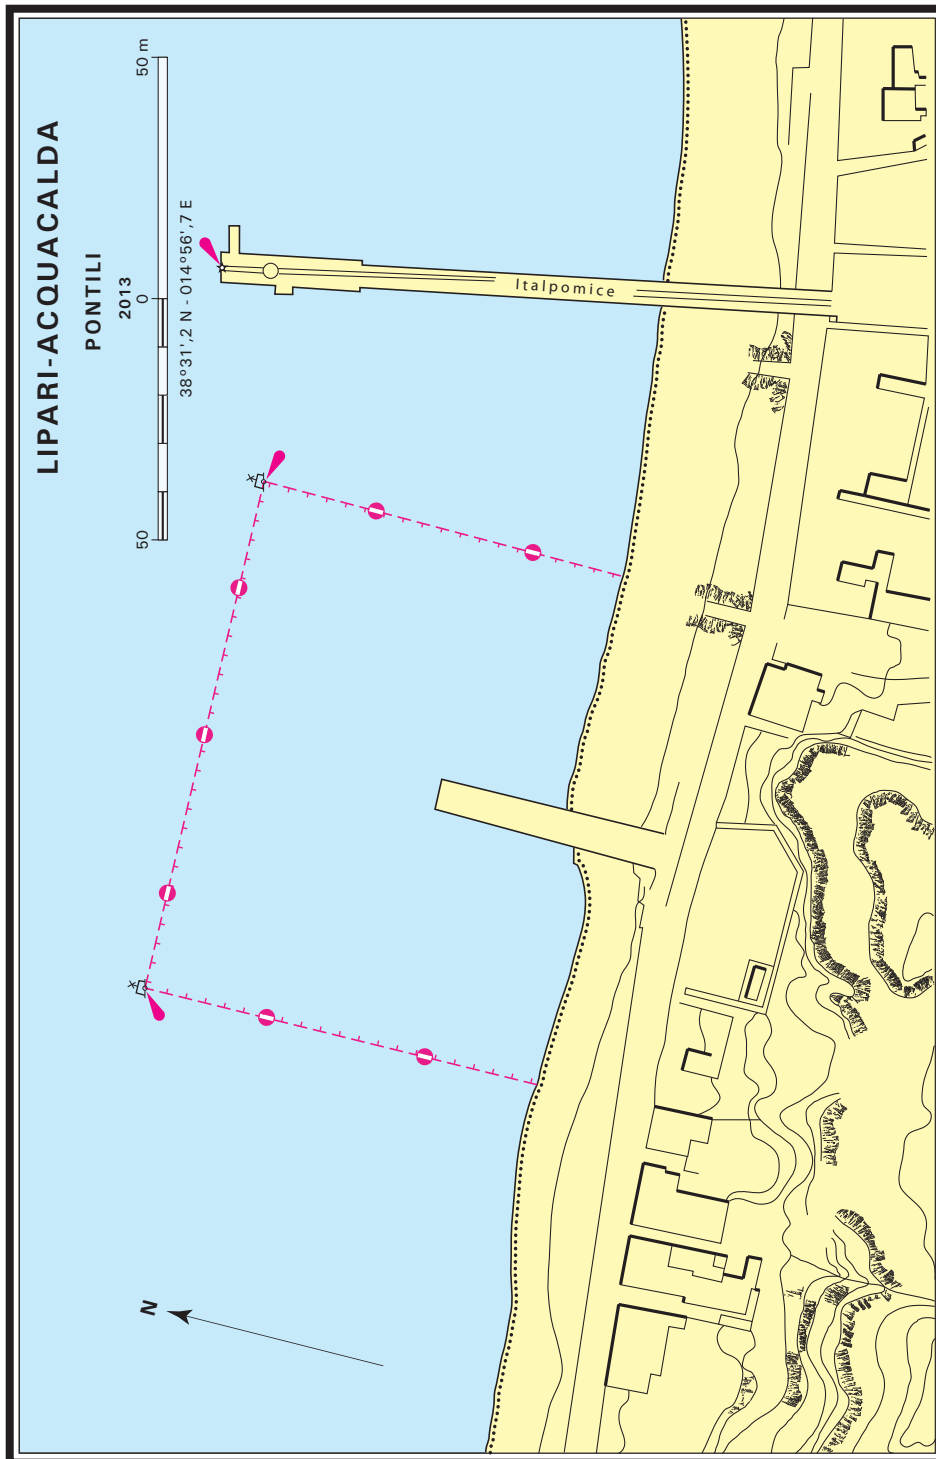 LIPARI-ACQUACALDA
PONTILI
2013
50 0 50 m
38°31',2 N - 014°56',7 E
Italpomice
N